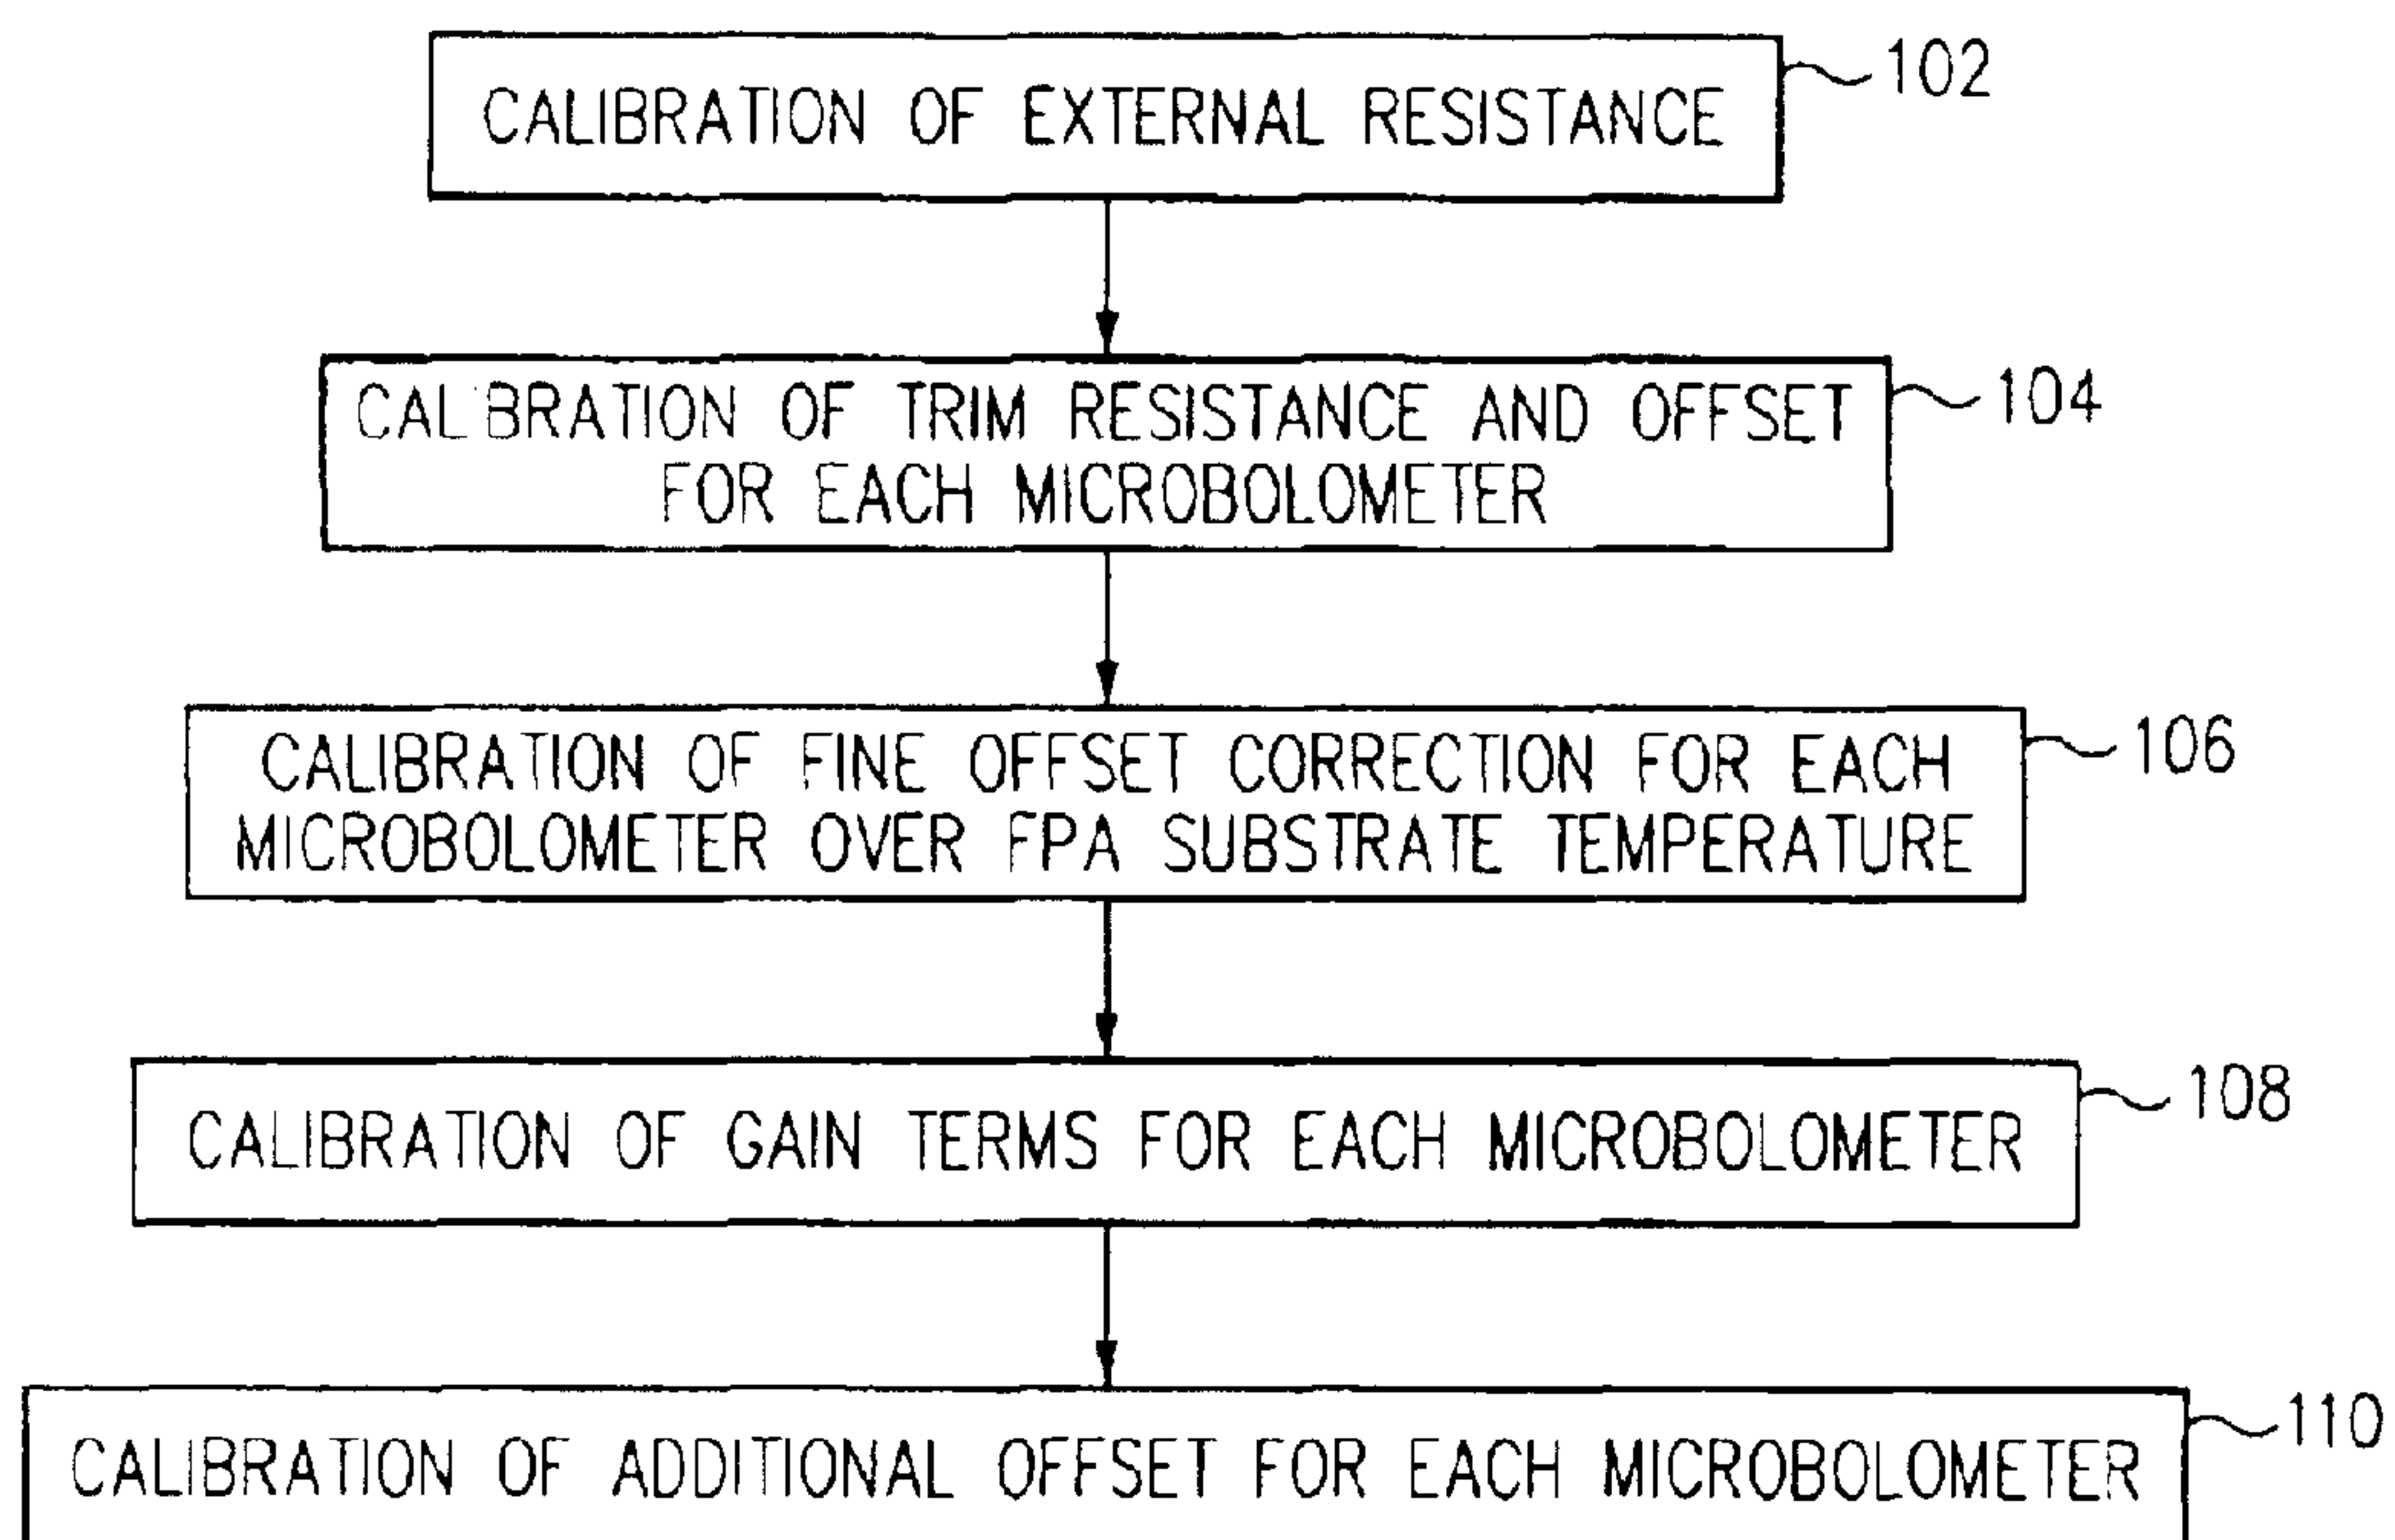 CALIBRATION OF EXTERNAL RESISTANCE
102
CALIBRATION OF TRIM RESISTANCE AND OFFSET
FOR EACH MICROBOLOMETER
104
CALIBRATION OF FINE OFFSET CORRECTION FOR EACH
MICROBOLOMETER OVER FPA SUBSTRATE TEMPERATURE
106
CALIBRATION OF GAIN TERMS FOR EACH MICROBOLOMETER
108
CALIBRATION OF ADDITIONAL OFFSET FOR EACH MICROBOLOMETER
110